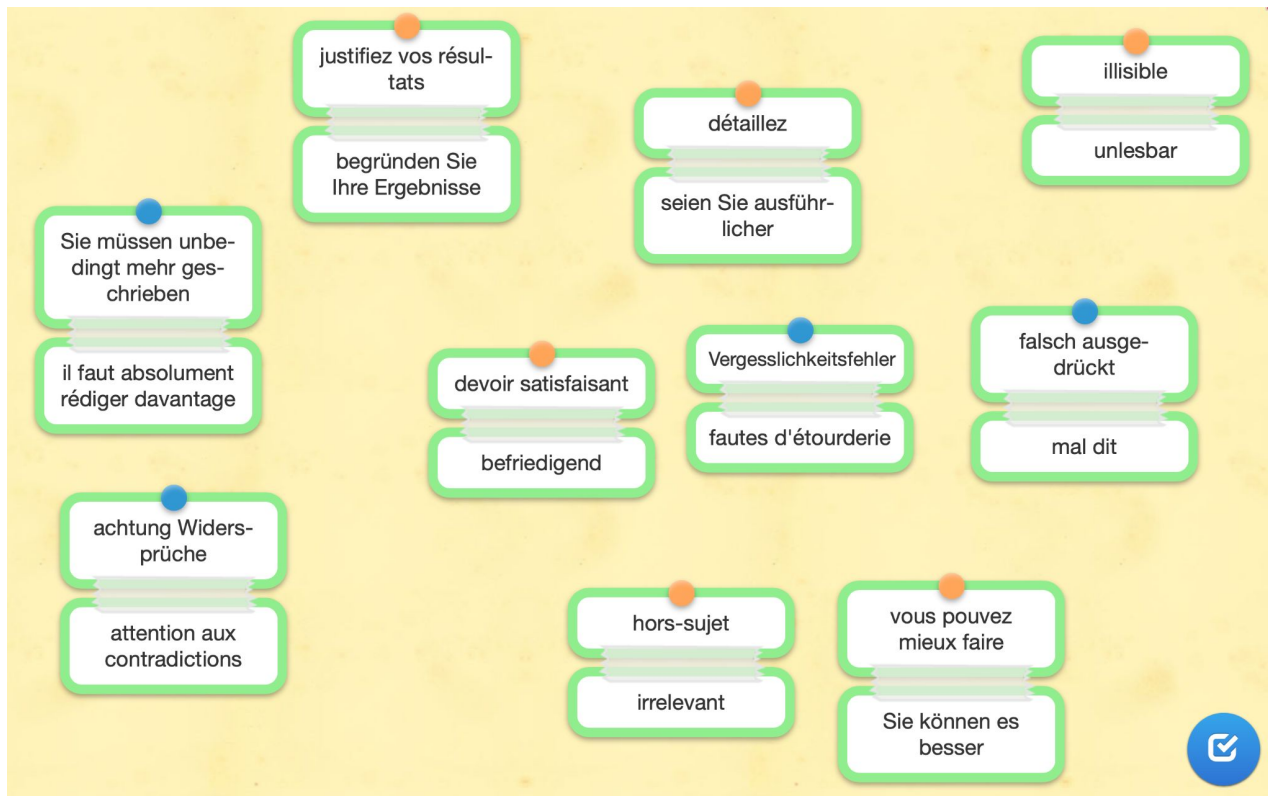 justifiez vos résul-
tats
begründen Sie
Ihre Ergebnisse
détaillez
seien Sie ausführ-
licher
illisible
unlesbar
Sie müssen unbe-
dingt mehr ges-
chrieben
il faut absolument
rédiger davantage
devoir satisfaisant
befriedigend
Vergesslichkeitsfehler
fautes d'étourderie
falsch ausge-
drückt
mal dit
achtung Widers-
prüche
attention aux
contradictions
hors-sujet
irrelevant
vous pouvez
mieux faire
Sie können es
besser